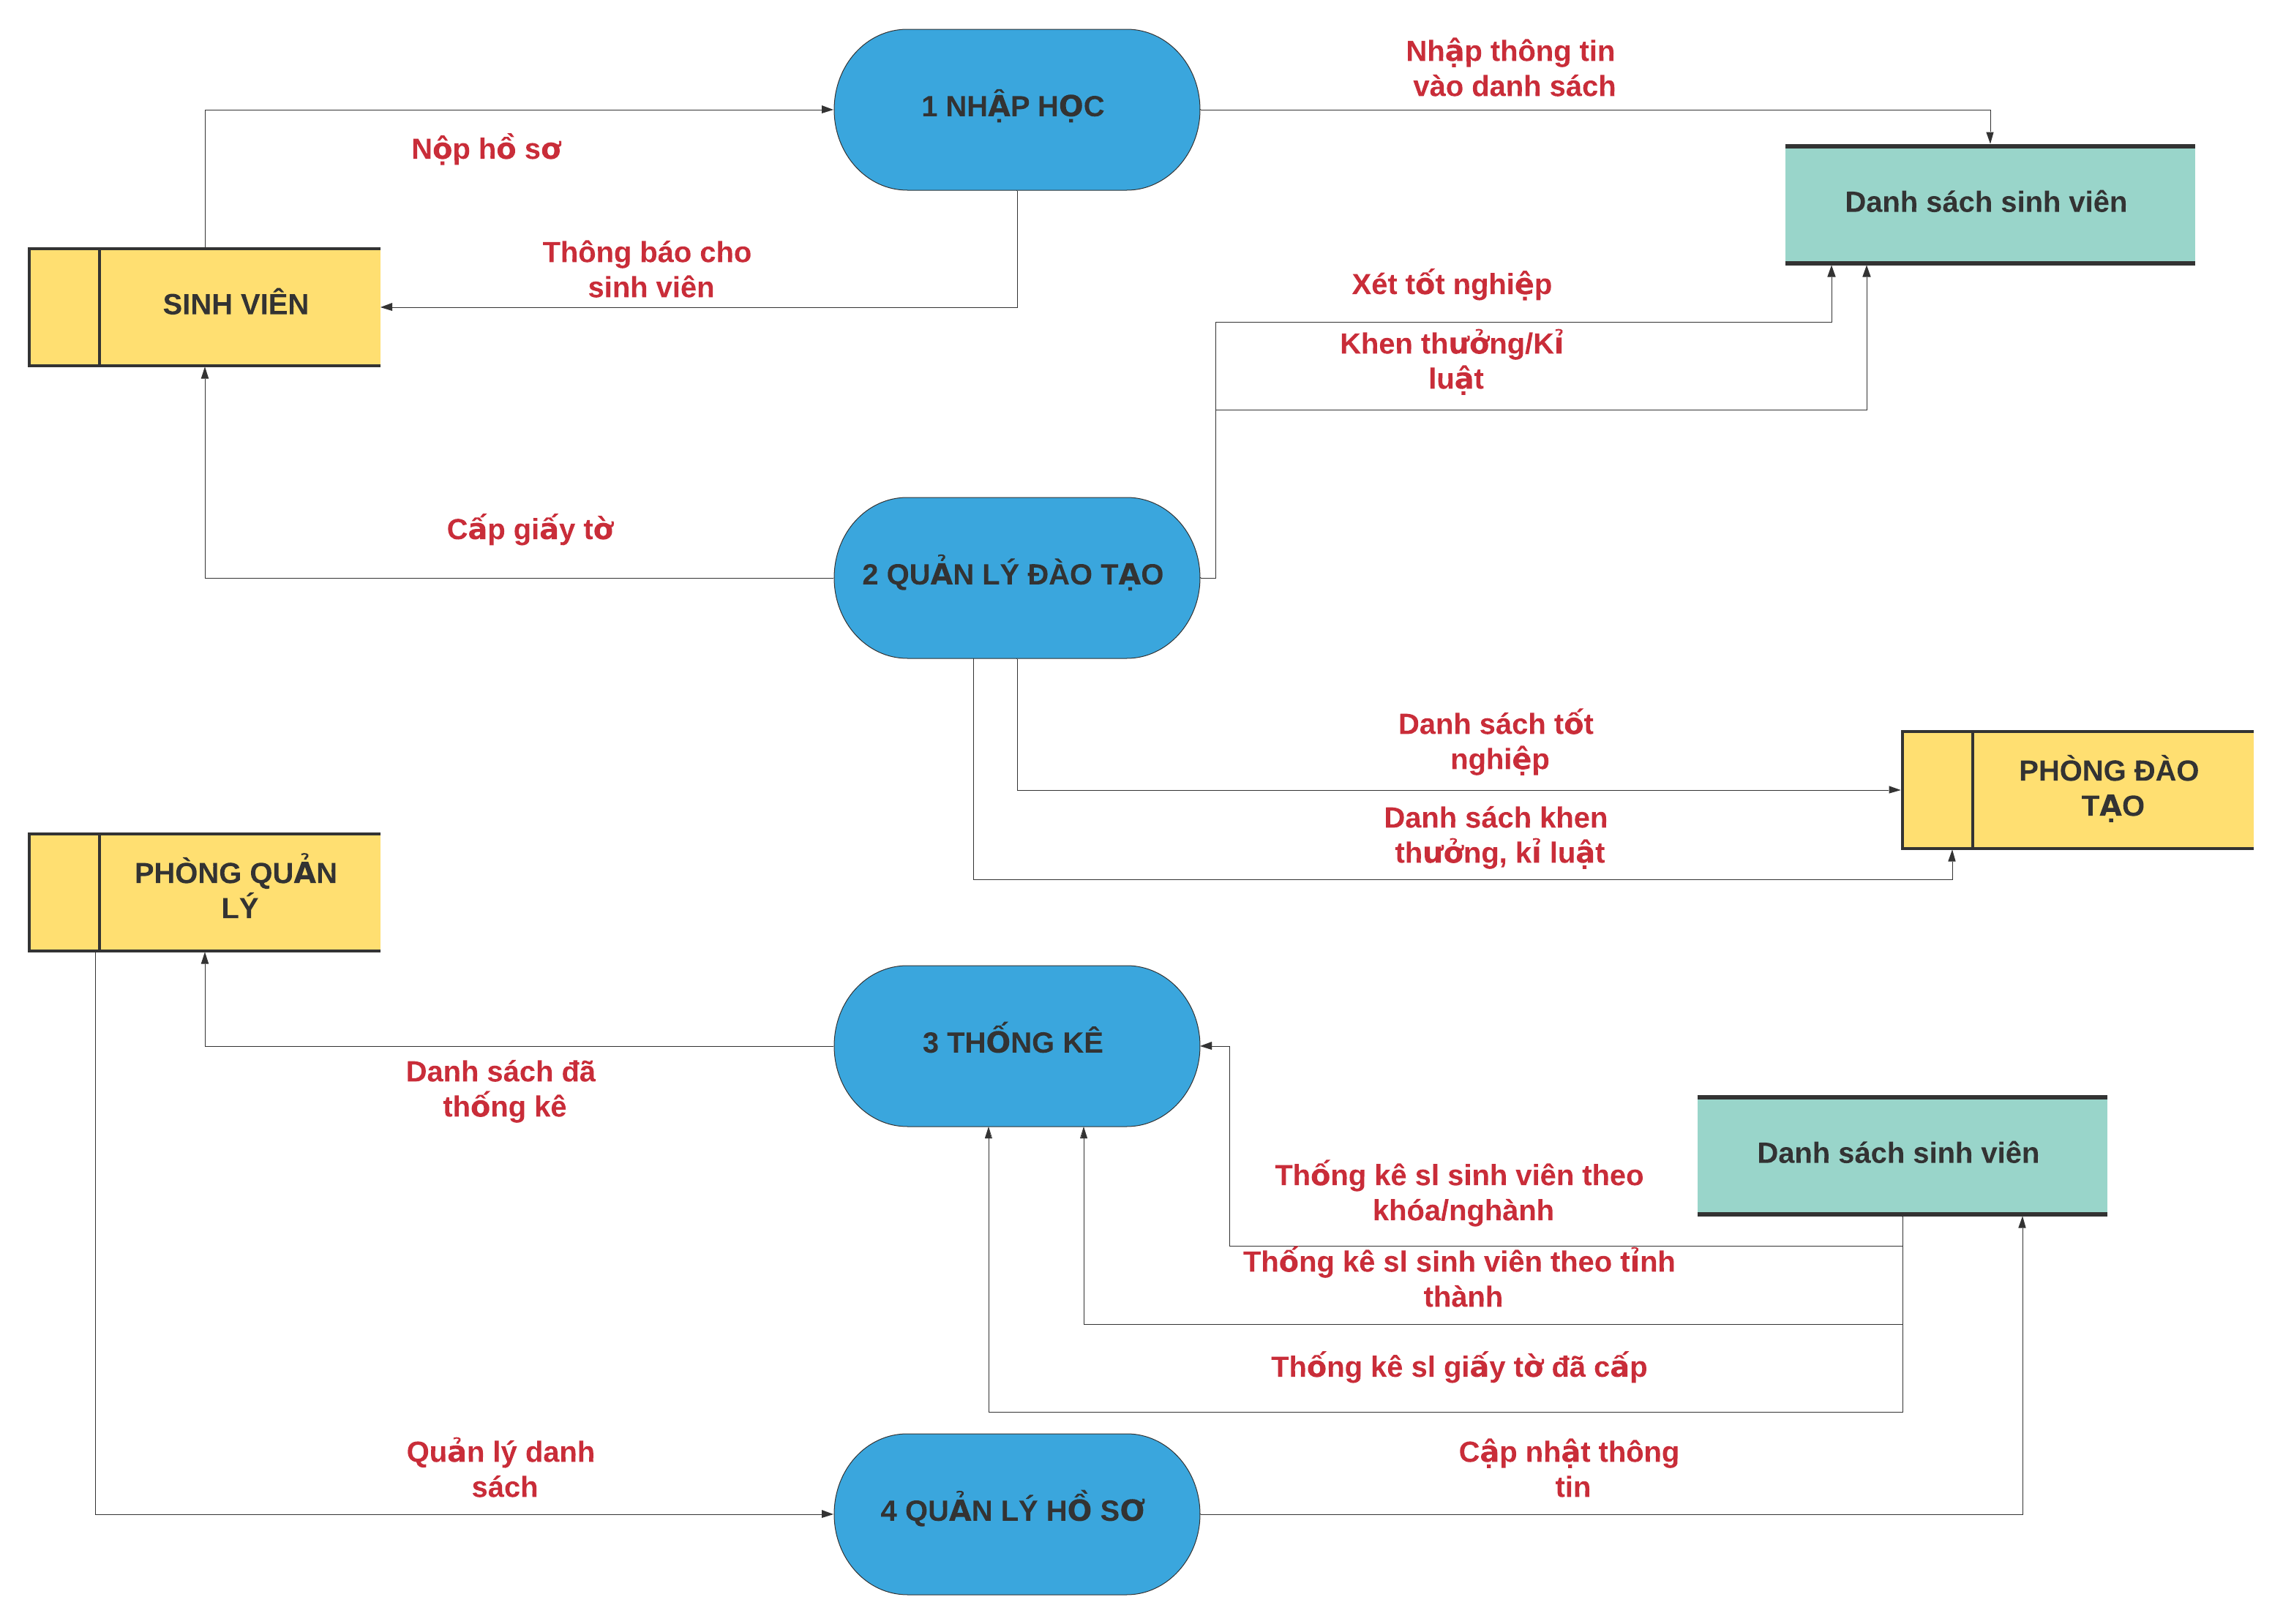 1 NHẬP HỌC
Nhập thông tin
vào danh sách
Nộp hồ sơ
Danh sách sinh viên
Thông báo cho
sinh viên
SINH VIÊN
Xét tốt nghiệp
Khen thưởng/Kỉ
luật
Cấp giấy tờ
2 QUẢN LÝ ĐÀO TẠO
Danh sách tốt
nghiệp
PHÒNG ĐÀO
TẠO
Danh sách khen
thưởng, kỉ luật
PHÒNG QUẢN
LÝ
3 THỐNG KÊ
Danh sách đã
thống kê
Danh sách sinh viên
Thống kê sl sinh viên theo
khóa/nghành
Thống kê sl sinh viên theo tỉnh
thành
Thống kê sl giấy tờ đã cấp
Quản lý danh
sách
4 QUẢN LÝ HỒ SƠ
Cập nhật thông
tin